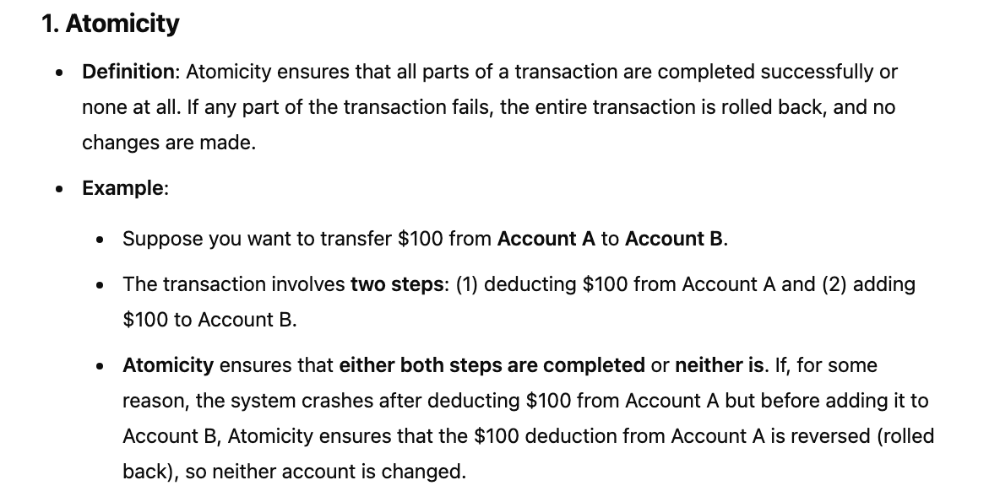 1. Atomicity
• Definition: Atomicity ensures that all parts of a transaction are completed successfully or
none at all. If any part of the transaction fails, the entire transaction is rolled back, and no
changes are made.
• Example:
• Suppose you want to transfer $100 from Account A to Account B.
• The transaction involves two steps: (1) deducting $100 from Account A and (2) adding
$100 to Account B.
• Atomicity ensures that either both steps are completed or neither is. If, for some
reason, the system crashes after deducting $100 from Account A but before adding it to
Account B, Atomicity ensures that the $100 deduction from Account A is reversed (rolled
back), so neither account is changed.